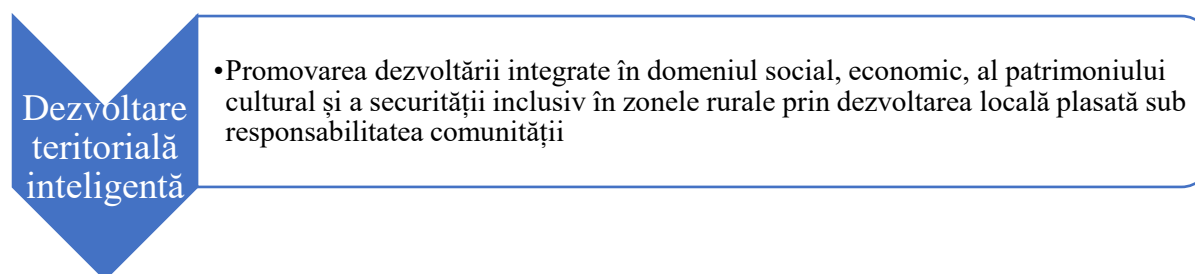 Dezvoltare
teritorială
inteligentă
•Promovarea dezvoltării integrate în domeniul social, economic, al patrimoniului
cultural și a securității inclusiv în zonele rurale prin dezvoltarea locală plasată sub
responsabilitatea comunității